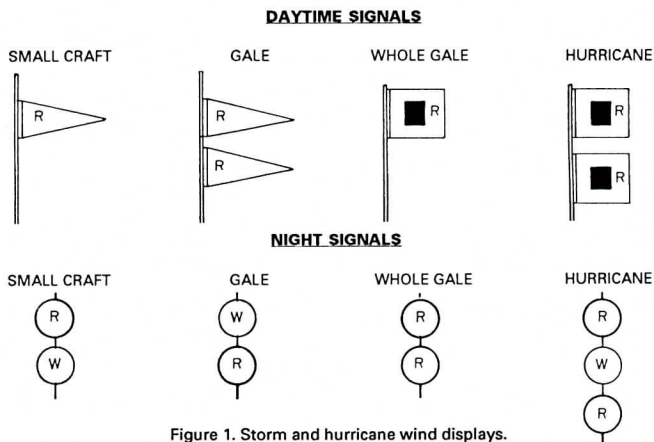 DAYTIME SIGNALS
SMALL CRAFT GALE WHOLE GALE HURRICANE
R R R R
R R
NIGHT SIGNALS
SMALL CRAFT GALE WHOLE GALE HURRICANE
R W R R
W R R W
R
Figure 1. Storm and hurricane wind displays.